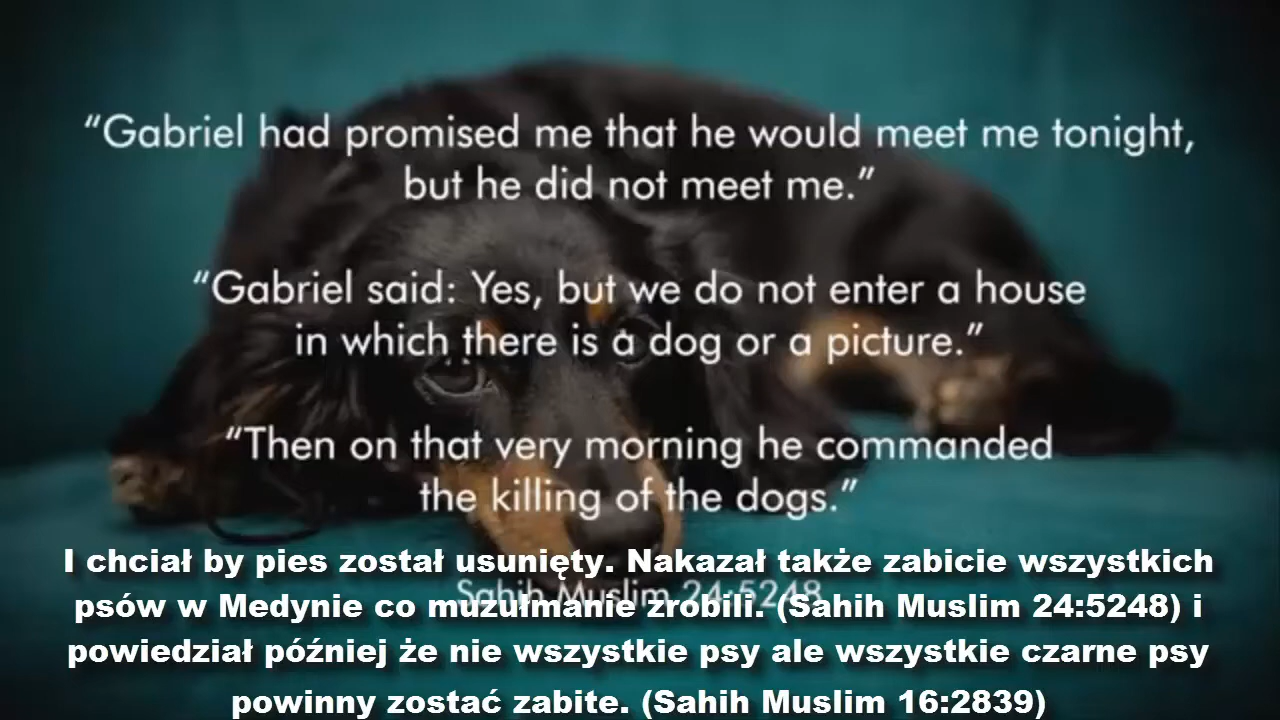 “Gabriel had promised me that he would meet me tonight,
but he did not meet me.”
“Gabriel said: Yes, but we do not enter a house
in which there is a dog or a picture.”
“Then on that very morning he commanded
the killing of the dogs.”
I chciał by pies został usunięty. Nakazał także zabicie wszystkich
Sahih Muslim 24:5248
psów w Medynie co muzułmanie zrobili. (Sahih Muslim 24:5248) i
powiedział później że nie wszystkie psy ale wszystkie czarne psy
powinny zostać zabite. (Sahih Muslim 16:2839)